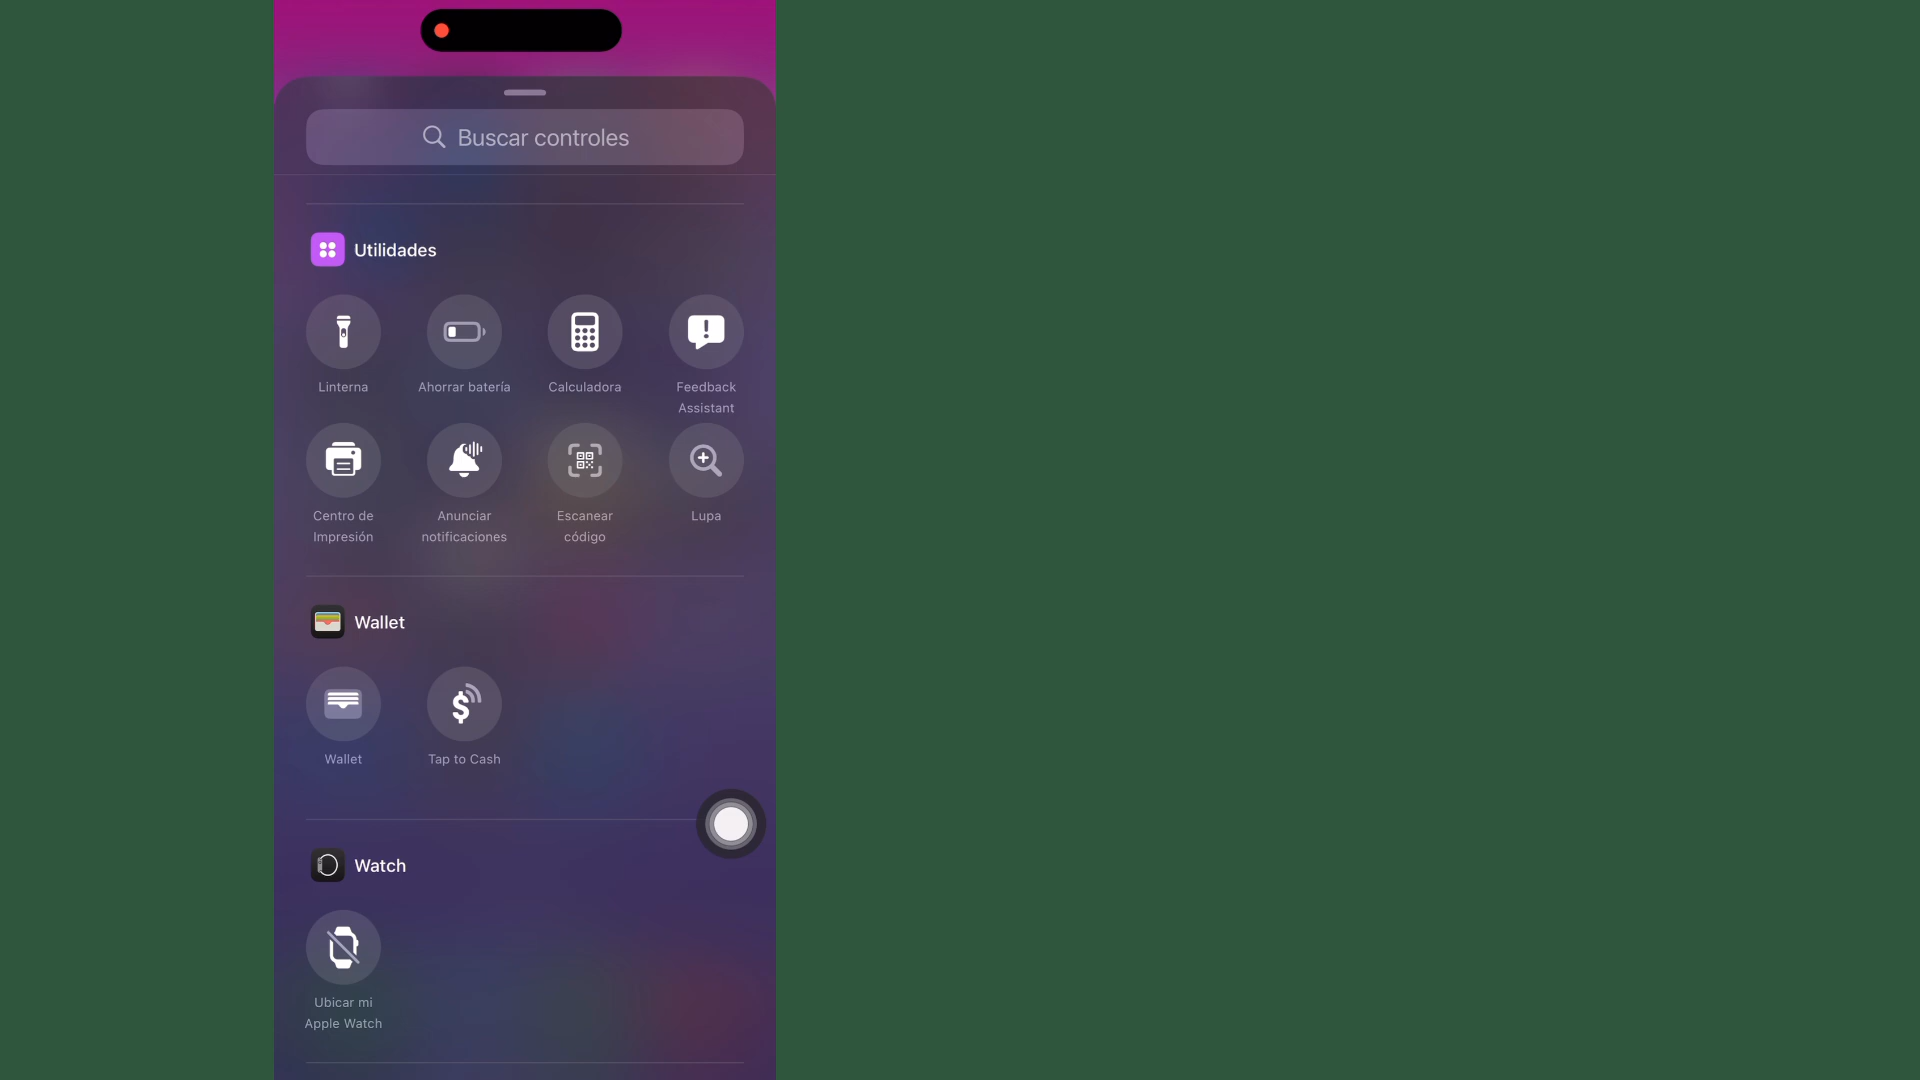 Buscar controles
Utilidades
Linterna
Ahorrar batería
Calculadora
Feedback
Assistant
Centro de
Impresión
Anunciar
notificaciones
Escanear
código
Lupa
Wallet
Wallet
Tap to Cash
Watch
Ubicar mi
Apple Watch